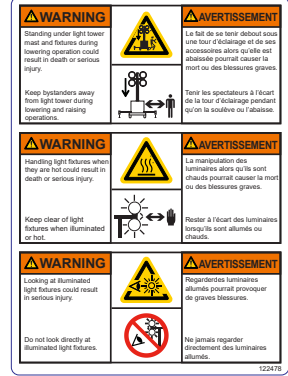 WARNING
Standing under light tower
mast and fixtures during
lowering operation could
result in death or serious
injury.
Keep bystanders away
from light tower during
lowering and raising
operations.
AVERTISSEMENT
Le fait de se tenir debout sous
une tour d'éclairage et de ses
accessoires alors qu'elle est
abaissée pourrait causer la
mort ou des blessures graves.
Tenir les spectateurs à l'écart
de la tour d'éclairage pendant
qu'on la soulève ou l'abaisse.
WARNING
Handling light fixtures when
they are hot could result in
death or serious injury.
Keep clear of light
fixtures when illuminated
or hot.
AVERTISSEMENT
La manipulation des
luminaires alors qu'ils sont
chauds pourrait causer la mort
ou des blessures graves.
Rester à l'écart des luminaires
lorsqu'ils sont allumés ou
chauds.
WARNING
Looking at illuminated
light fixtures could result
in serious injury.
Do not look directly at
illuminated light fixtures.
AVERTISSEMENT
Regarderdes luminaires
allumés pourrait provoquer
de graves blessures.
Ne jamais regarder
directement des luminaires
allumés.
122478